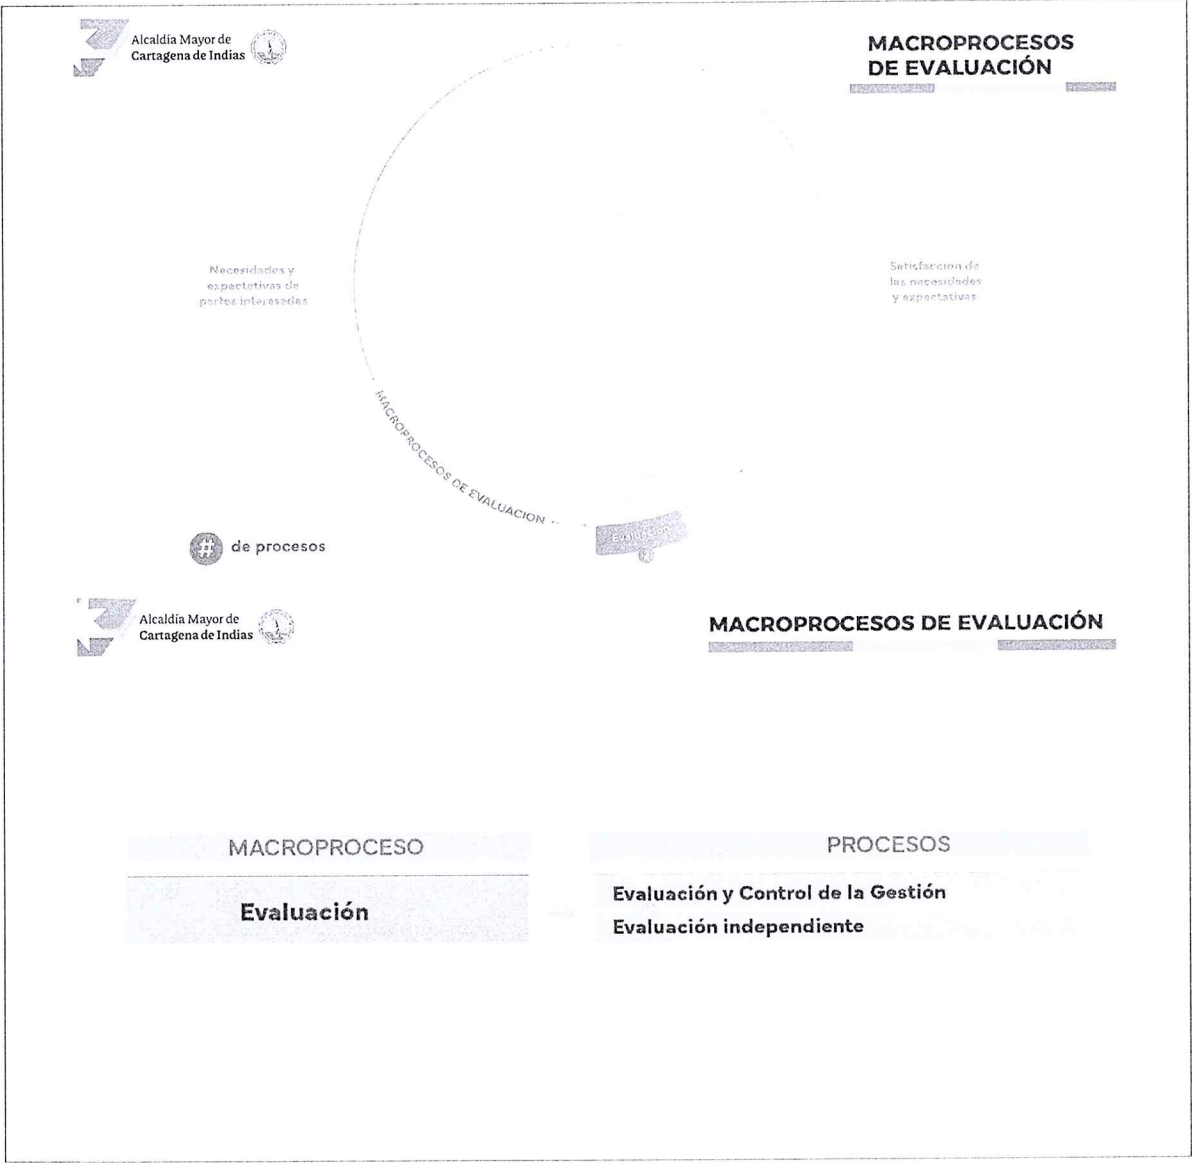 Alcaldía Mayor de
Cartagena de Indias
MACROPROCESOS
DE EVALUACIÓN
Necesidades y
expectativas de
partes interesadas
Satisfacción de
las necesidades
y expectativas
MACROPROCESOS DE EVALUACION
Evaluación
# de procesos
Alcaldía Mayor de
Cartagena de Indias
MACROPROCESOS DE EVALUACIÓN
MACROPROCESO
PROCESOS
Evaluación
Evaluación y Control de la Gestión
Evaluación independiente